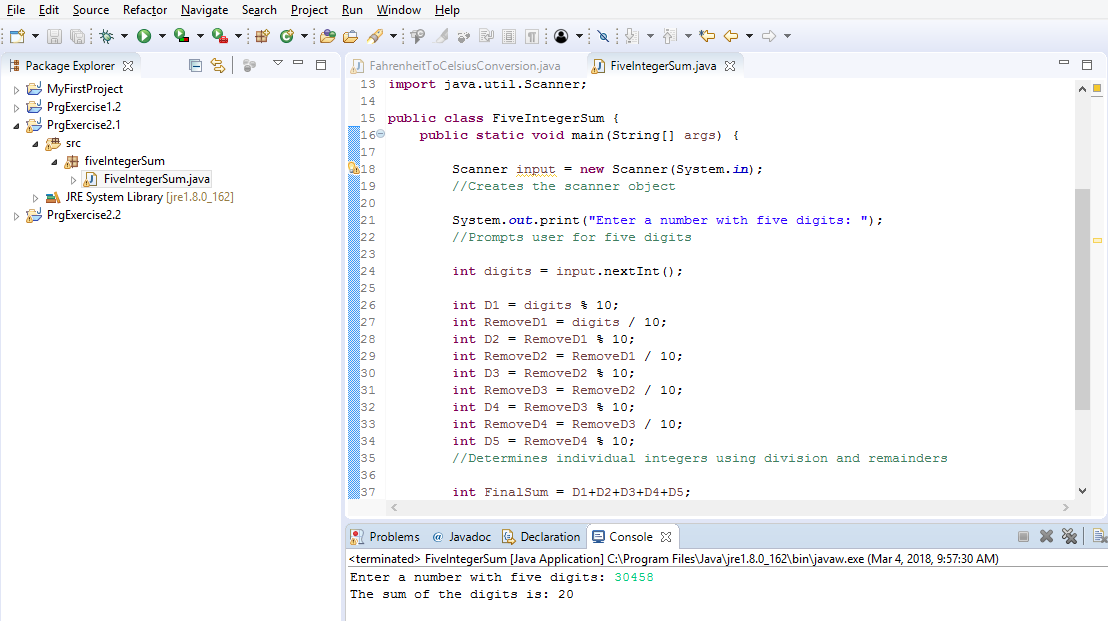 File Edit Source Refactor Navigate Search Project Run Window Help
Package Explorer
MyFirstProject
PrgExercise1.2
PrgExercise2.1
src
fiveIntegerSum
FiveIntegerSum.java
JRE System Library [jre1.8.0_162]
PrgExercise2.2
FahrenheitToCelsiusConversion.java FiveIntegerSum.java
13 import java.util.Scanner;
14
15 public class FiveIntegerSum {
16 public static void main(String[] args) {
17
18 Scanner input = new Scanner(System.in);
19 //Creates the scanner object
20
21 System.out.print("Enter a number with five digits: ");
22 //Prompts user for five digits
23
24 int digits = input.nextInt();
25
26 int D1 = digits % 10;
27 int RemoveD1 = digits / 10;
28 int D2 = RemoveD1 % 10;
29 int RemoveD2 = RemoveD1 / 10;
30 int D3 = RemoveD2 % 10;
31 int RemoveD3 = RemoveD2 / 10;
32 int D4 = RemoveD3 % 10;
33 int RemoveD4 = RemoveD3 / 10;
34 int D5 = RemoveD4 % 10;
35 //Determines individual integers using division and remainders
36
37 int FinalSum = D1+D2+D3+D4+D5;
Problems @ Javadoc Declaration Console
<terminated> FiveIntegerSum [Java Application] C:\Program Files\Java\jre1.8.0_162\bin\javaw.exe (Mar 4, 2018, 9:57:30 AM)
Enter a number with five digits: 30458
The sum of the digits is: 20